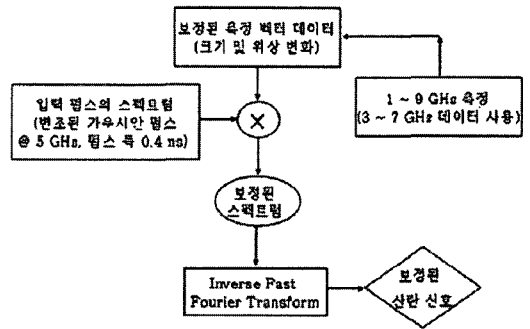 보정된 측정 벡터 데이터
(크기 및 위상 변화)
입력 펄스의 스펙트럼
(변조된 가우시안 펄스
@ 5 GHz, 펄스 폭 0.4 ns)
1 ~ 9 GHz 측정
(3 ~ 7 GHz 데이터 사용)
×
보정된
스펙트럼
Inverse Fast
Fourier Transform
보정된
산란 신호